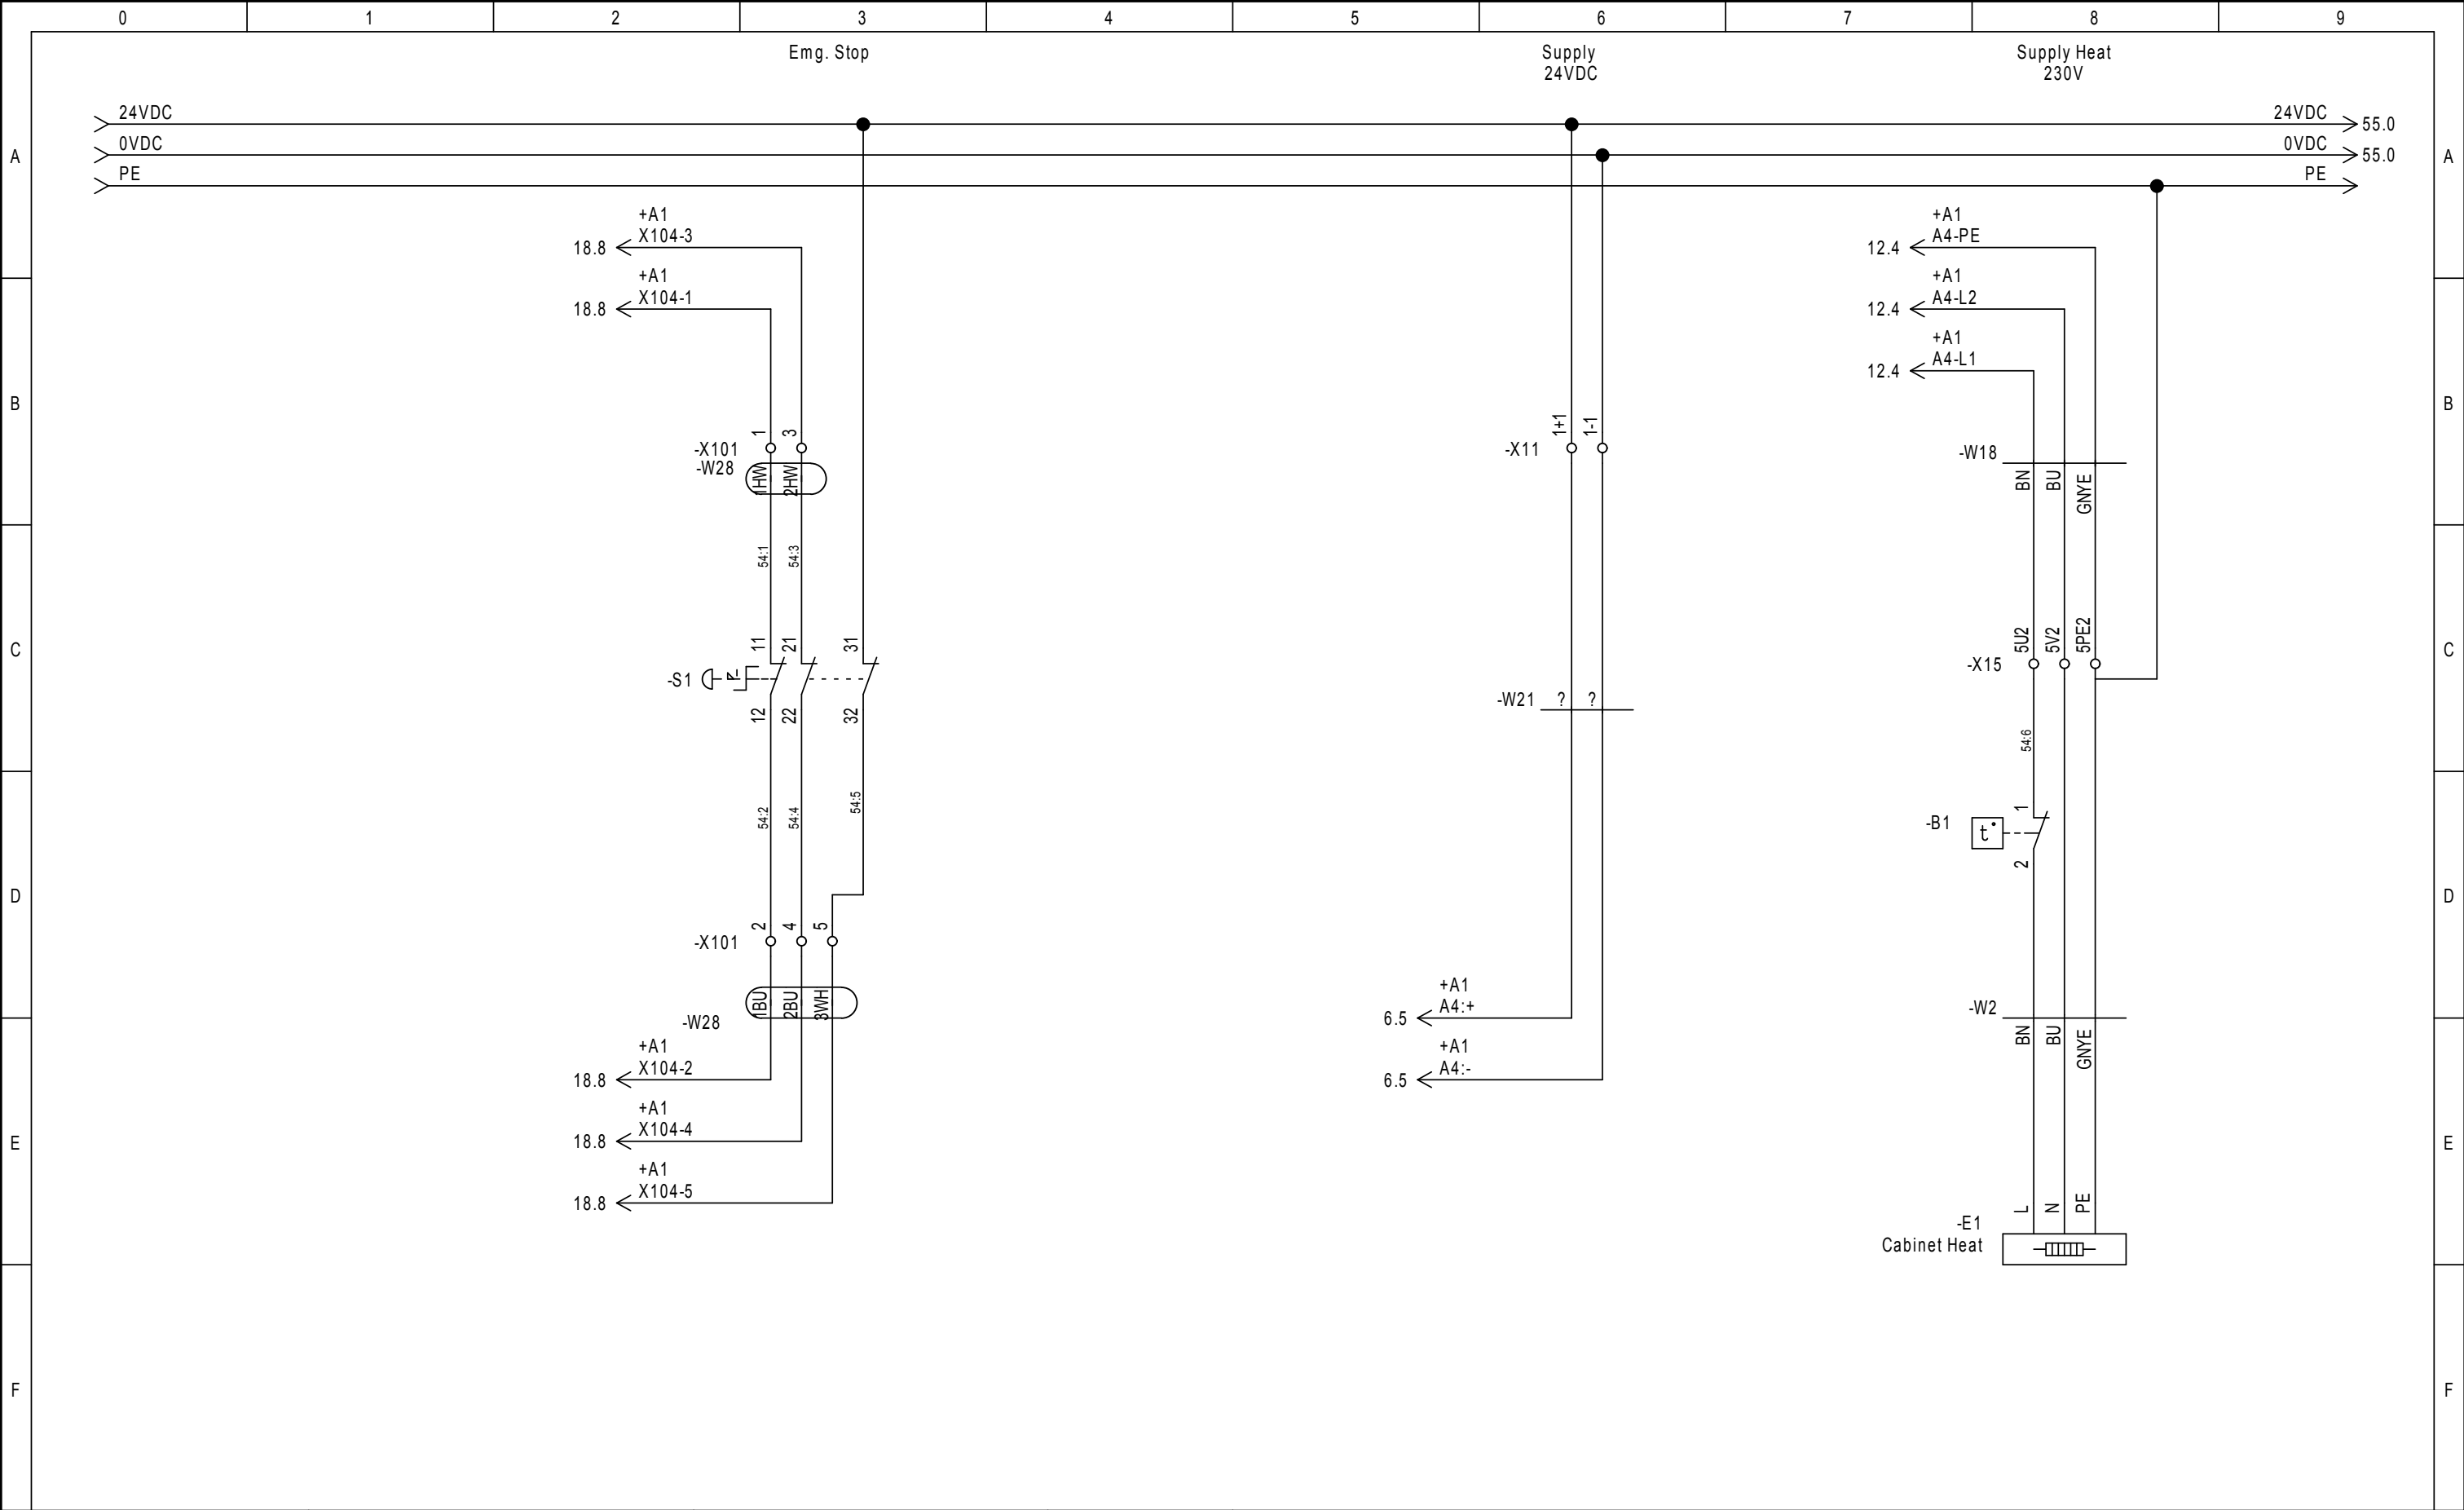 0 1 2 3 4 5 6 7 8 9
Emg. Stop
Supply
24VDC
Supply Heat
230V
24VDC
24VDC
55.0
0VDC
0VDC
55.0
PE
PE
A
A
+A1
X104-3
18.8
+A1
X104-1
18.8
+A1
A4-PE
12.4
+A1
A4-L2
12.4
+A1
A4-L1
12.4
B
B
-X101
1
3
-W28
1HW
2HW
-X11
1+1
1-1
-W18
BN
BU
GNYE
54:1
54:3
C
C
11
21
31
-S1
12
22
32
-W21
?
?
5U2
5V2
5PE2
-X15
54:6
54:2
54:4
54:5
-B1
t°
1
2
D
D
2
4
5
-X101
1BU
2BU
3WH
-W28
+A1
A4:+
6.5
+A1
A4:-
6.5
-W2
BN
BU
GNYE
+A1
X104-2
18.8
+A1
X104-4
18.8
+A1
X104-5
18.8
E
E
L
N
PE
-E1
Cabinet Heat
F
F